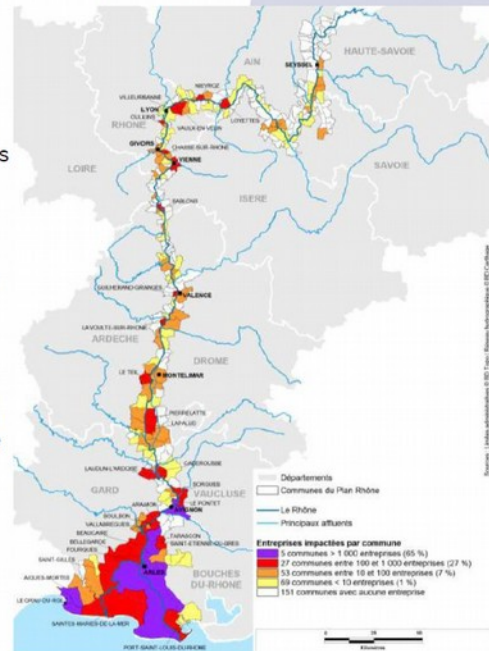 s
AIN
HAUTE-SAVOIE
SEYSSEL
VILLEURBANNE
LYON
OULLINS
RHONE
VAULX-EN-VELIN
LOYETTES
GIVORS
CHASSE-SUR-RHONE
VIENNE
LOIRE
SAVOIE
ISERE
SABLONS
GUILHERAND-GRANGES
VALENCE
LA VOULTE-SUR-RHONE
ARDECHE
DROME
LE TEIL
MONTELIMAR
PIERRELATTE
LAPALUD
LAUDUN-L'ARDOISE
CADEROUSSE
GARD
SORGUES
VAUCLUSE
LE PONTET
ARAMON
AVIGNON
BOULBON
VALLABREGUES
BEAUCAIRE
TARASCON
BELLEGARDE
SAINT-ETIENNE-DU-GRES
FOURQUES
SAINT-GILLES
ARLES
BOUCHES
DU-RHONE
AIGUES-MORTES
LE GRAU-DU-ROI
SAINTES-MARIES-DE-LA-MER
PORT-SAINT-LOUIS-DU-RHONE
Départements
Communes du Plan Rhône
Le Rhône
Principaux affluents
Entreprises impactées par commune
5 communes > 1 000 entreprises (65 %)
27 communes entre 100 et 1 000 entreprises (27 %)
53 communes entre 10 et 100 entreprises (7 %)
69 communes < 10 entreprises (1 %)
151 communes avec aucune entreprise
Kilomètres